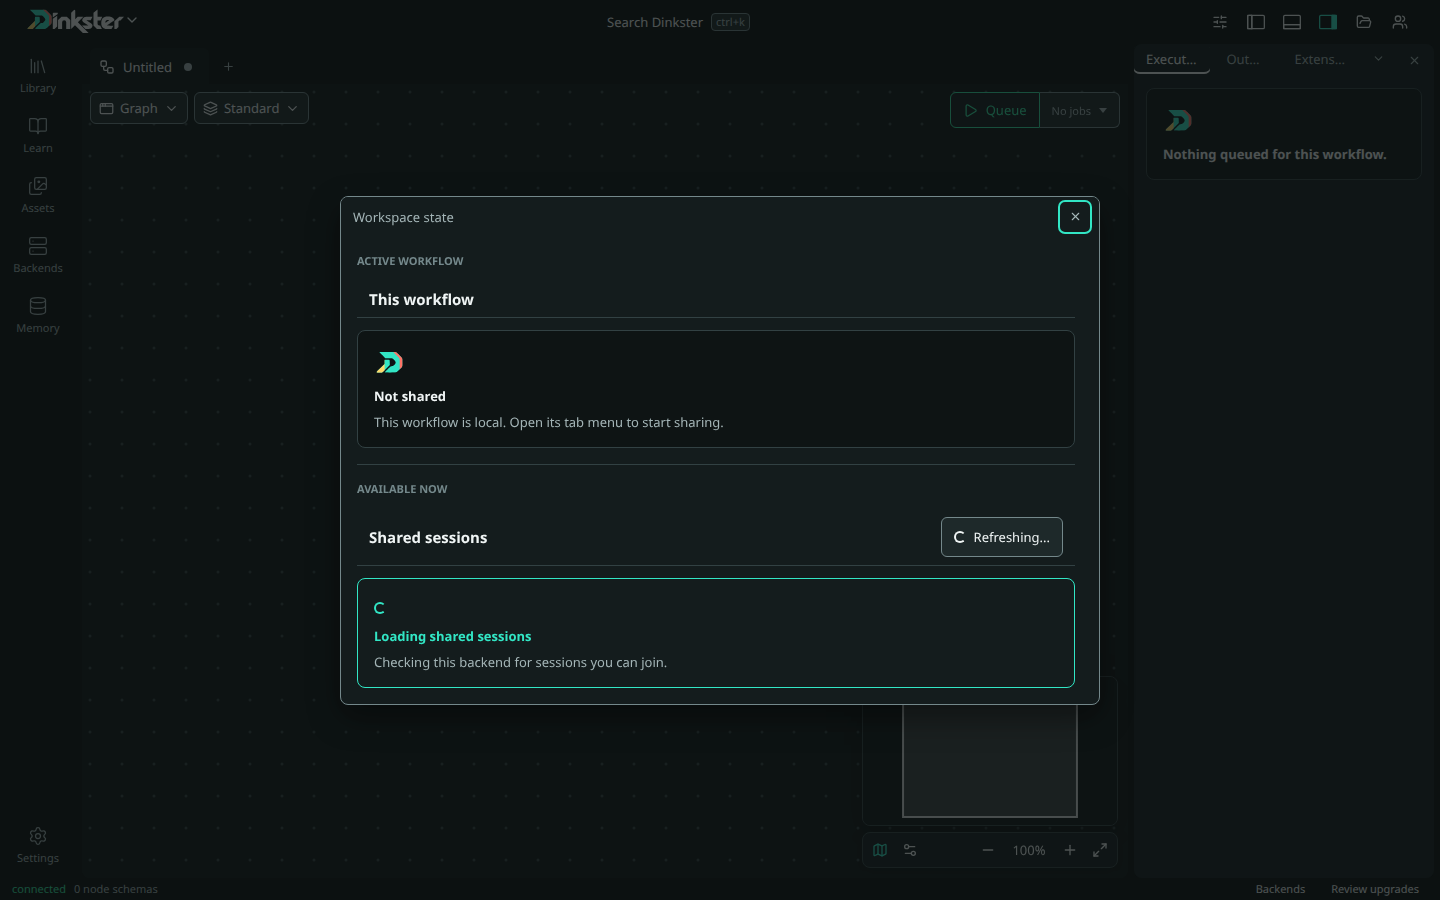 Dinkster
Search Dinkster ctrl+k
Library
Learn
Assets
Backends
Memory
Settings
Untitled
Graph
Standard
Queue
No jobs
Execut...
Out...
Extens...
Nothing queued for this workflow.
Workspace state
ACTIVE WORKFLOW
This workflow
Not shared
This workflow is local. Open its tab menu to start sharing.
AVAILABLE NOW
Shared sessions
Refreshing...
Loading shared sessions
Checking this backend for sessions you can join.
100%
connected 0 node schemas
Backends
Review upgrades